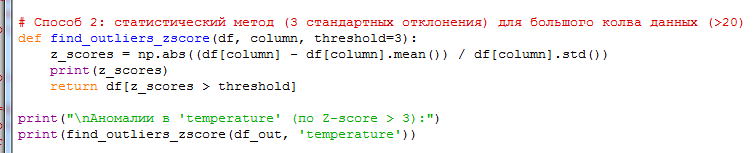 # Способ 2: статистический метод (3 стандартных отклонения) для большого колва данных (>20)
def find_outliers_zscore(df, column, threshold=3):
    z_scores = np.abs((df[column] - df[column].mean()) / df[column].std())
    print(z_scores)
    return df[z_scores > threshold]

print("\nАномалии в 'temperature' (по Z-score > 3):")
print(find_outliers_zscore(df_out, 'temperature'))